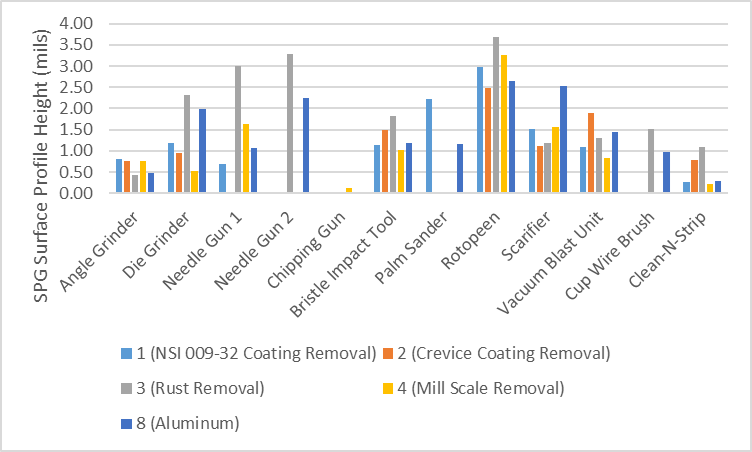 SPG Surface Profile Height (mils)
4.00
3.50
3.00
2.50
2.00
1.50
1.00
0.50
0.00
Angle Grinder
Die Grinder
Needle Gun 1
Needle Gun 2
Chipping Gun
Bristle Impact Tool
Palm Sander
Rotopeen
Scarifier
Vacuum Blast Unit
Cup Wire Brush
Clean-N-Strip
1 (NSI 009-32 Coating Removal)
2 (Crevice Coating Removal)
3 (Rust Removal)
4 (Mill Scale Removal)
8 (Aluminum)